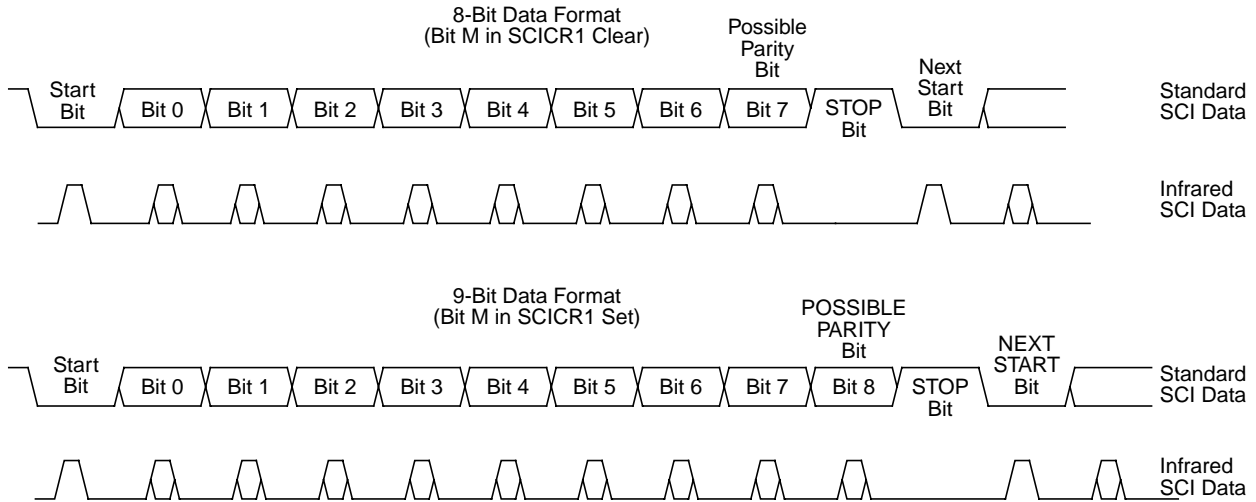 8-Bit Data Format
(Bit M in SCICR1 Clear)
Possible
Parity
Bit
Start
Bit
Bit 0
Bit 1
Bit 2
Bit 3
Bit 4
Bit 5
Bit 6
Bit 7
STOP
Bit
Next
Start
Bit
Standard
SCI Data
Infrared
SCI Data
9-Bit Data Format
(Bit M in SCICR1 Set)
POSSIBLE
PARITY
Bit
Start
Bit
Bit 0
Bit 1
Bit 2
Bit 3
Bit 4
Bit 5
Bit 6
Bit 7
Bit 8
STOP
Bit
NEXT
START
Bit
Standard
SCI Data
Infrared
SCI Data